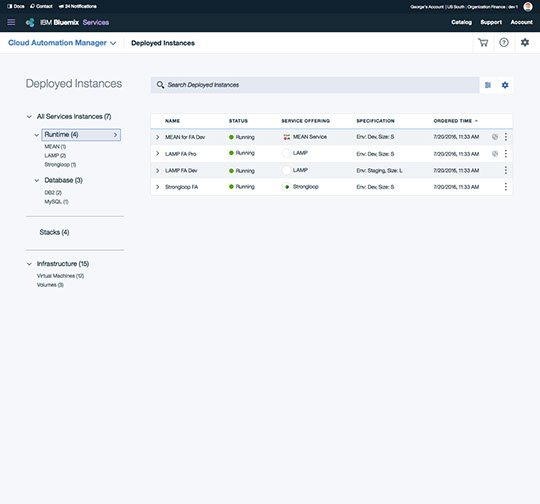 Docs Contact 24 Notifications George's Account | US South : Organisation Finance : dev 1
IBM Bluemix Services Catalog Support Account
Cloud Automation Manager Deployed Instances
Deployed Instances
Search Deployed Instances
All Services Instances (7)
Runtime (4)
MEAN (1)
LAMP (2)
Strongloop (1)
Database (3)
DB2 (2)
MySQL (1)
Stacks (4)
Infrastructure (15)
Virtual Machines (12)
Volumes (3)
NAME STATUS SERVICE OFFERING SPECIFICATION ORDERED TIME
MEAN for FA Dev Running MEAN Service Env: Dev, Size: S 7/20/2016, 11:33 AM
LAMP FA Pro Running LAMP Env: Dev, Size: S 7/20/2016, 11:33 AM
LAMP FA Dev Running LAMP Env: Staging, Size: L 7/20/2016, 11:33 AM
Strongloop FA Running Strongloop Env: Dev, Size: S 7/20/2016, 11:33 AM